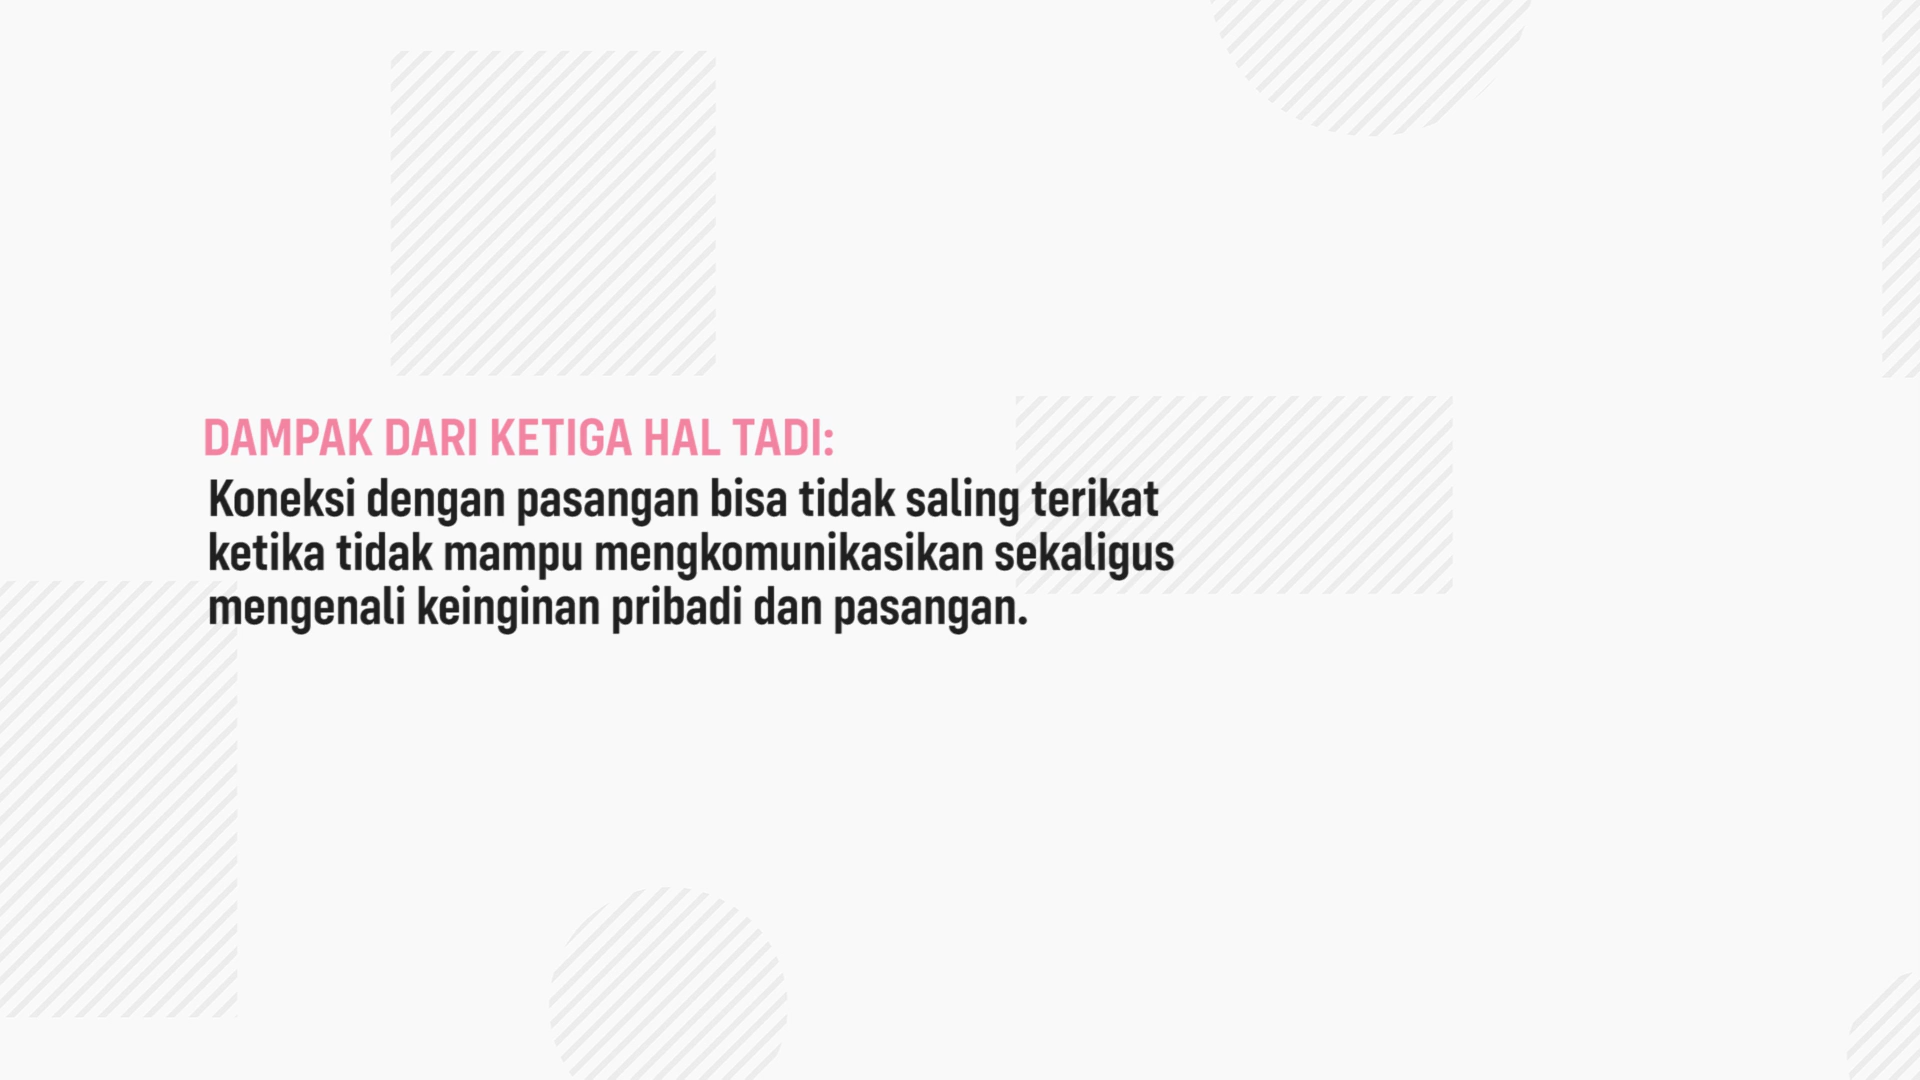 DAMPAK DARI KETIGA HAL TADI:
Koneksi dengan pasangan bisa tidak saling terikat
ketika tidak mampu mengkomunikasikan sekaligus
mengenali keinginan pribadi dan pasangan.